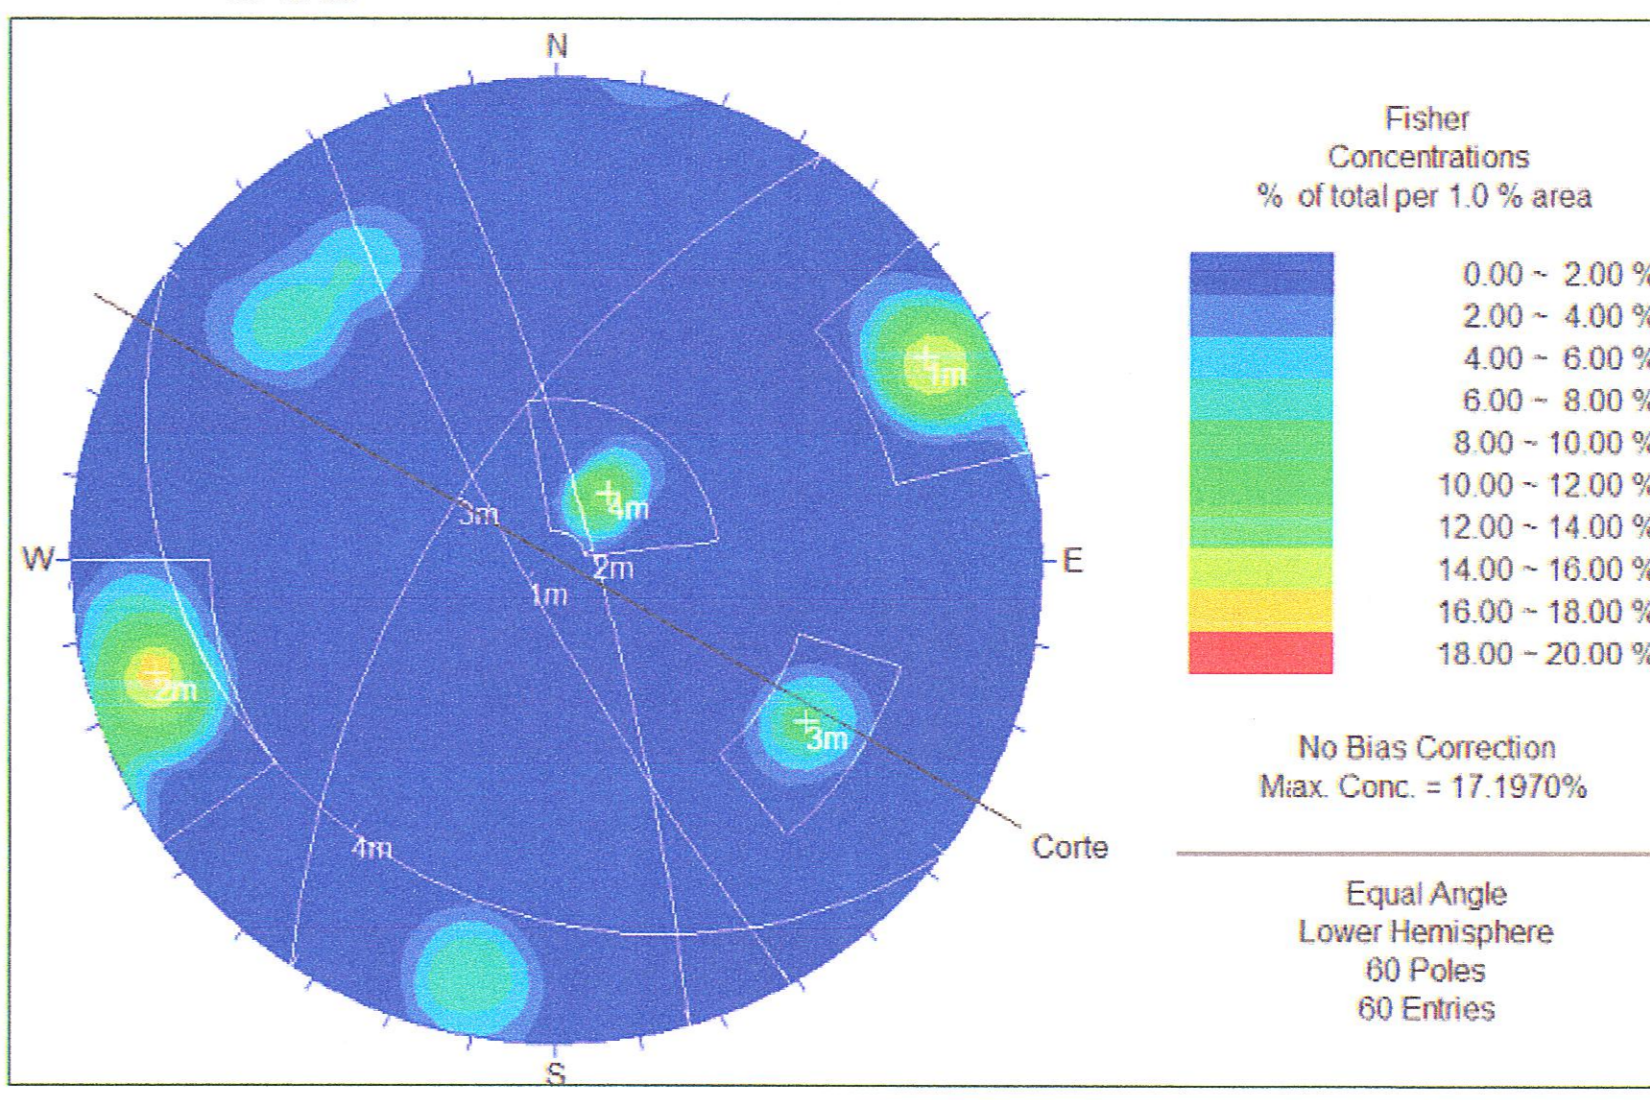 N
W
E
S
1m
2m
3m
4m
3m
2m
1m
4m
Corte
Fisher
Concentrations
% of total per 1.0 % area
0.00 ~ 2.00 %
2.00 ~ 4.00 %
4.00 ~ 6.00 %
6.00 ~ 8.00 %
8.00 ~ 10.00 %
10.00 ~ 12.00 %
12.00 ~ 14.00 %
14.00 ~ 16.00 %
16.00 ~ 18.00 %
18.00 ~ 20.00 %
No Bias Correction
Max. Conc. = 17.1970%
Equal Angle
Lower Hemisphere
60 Poles
60 Entries